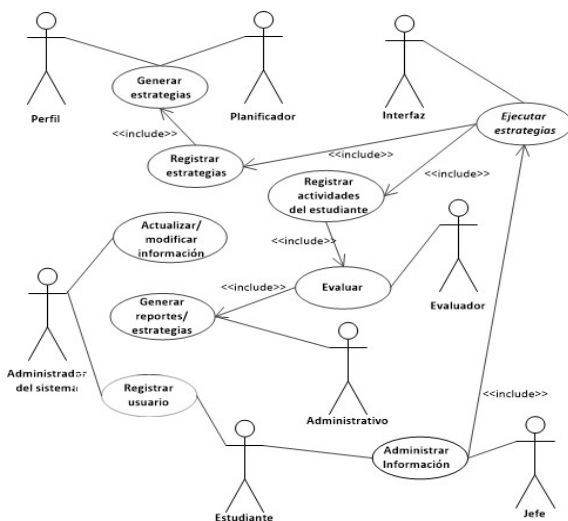 Generar
estrategias
Perfil
Planificador
Interfaz
Ejecutar
estrategias
<<include>>
Registrar
estrategias
<<include>>
<<include>>
Registrar
actividades
del estudiante
Actualizar/
modificar
información
<<include>>
<<include>>
Evaluar
Evaluador
Generar
reportes/
estrategias
Administrador
del sistema
Registrar
usuario
Administrativo
<<include>>
Administrar
Información
Estudiante
Jefe